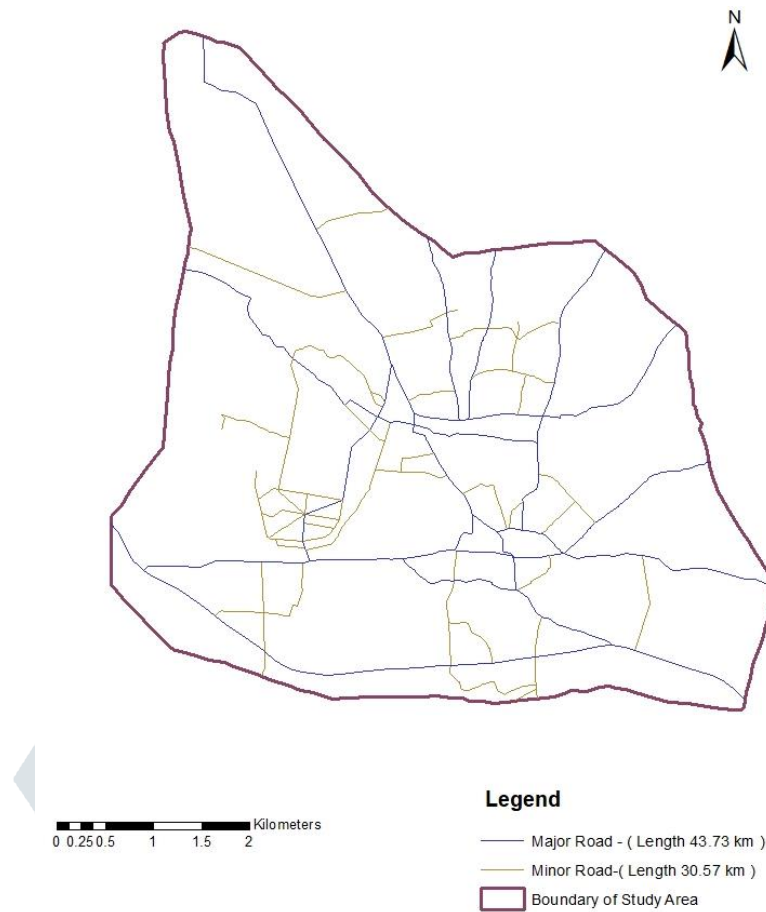 N
Kilometers
0 0.25 0.5 1 1.5 2
Legend
Major Road - ( Length 43.73 km )
Minor Road-( Length 30.57 km )
Boundary of Study Area